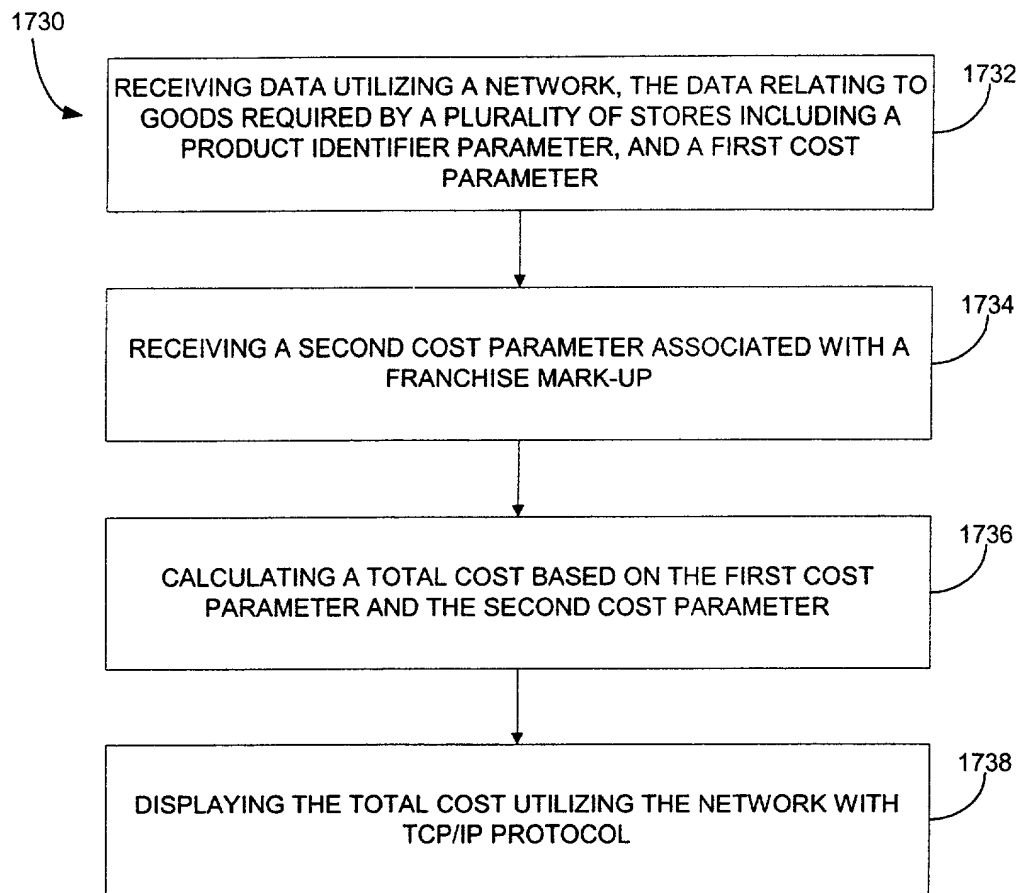 1730
1732
RECEIVING DATA UTILIZING A NETWORK, THE DATA RELATING TO
GOODS REQUIRED BY A PLURALITY OF STORES INCLUDING A
PRODUCT IDENTIFIER PARAMETER, AND A FIRST COST
PARAMETER
1734
RECEIVING A SECOND COST PARAMETER ASSOCIATED WITH A
FRANCHISE MARK-UP
1736
CALCULATING A TOTAL COST BASED ON THE FIRST COST
PARAMETER AND THE SECOND COST PARAMETER
1738
DISPLAYING THE TOTAL COST UTILIZING THE NETWORK WITH
TCP/IP PROTOCOL